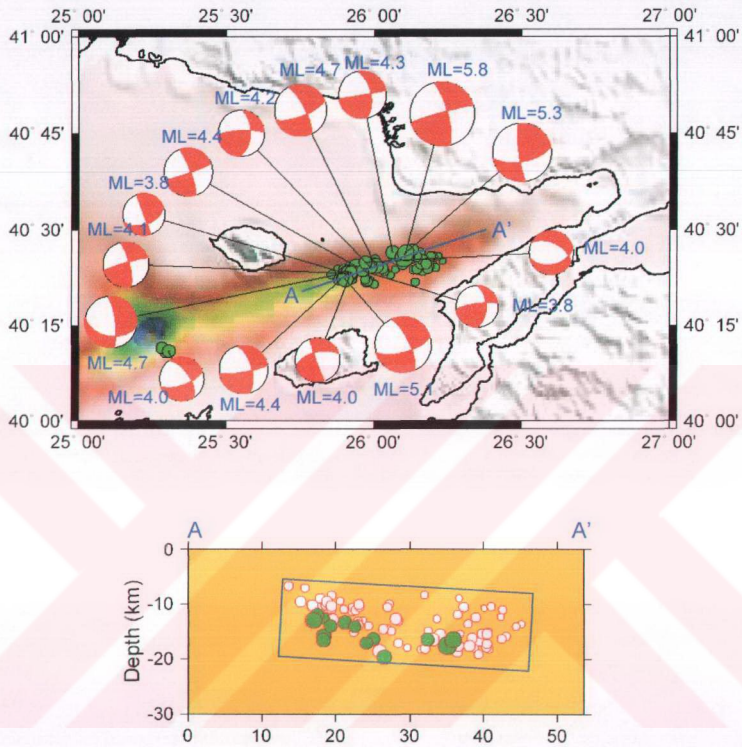 25° 00' 25° 30' 26° 00' 26° 30' 27° 00'
41° 00' 41° 00'
ML=4.7 ML=4.3 ML=5.8
ML=4.2
ML=5.3
40° 45' 40° 45'
ML=4.4
ML=3.8
40° 30' 40° 30'
ML=4.1
A'
ML=4.0
A
ML=3.8
40° 15' 40° 15'
ML=4.7
ML=4.0 ML=4.4 ML=4.0 ML=5.1
40° 00' 40° 00'
25° 00' 25° 30' 26° 00' 26° 30' 27° 00'
A A'
0
-10
Depth (km)
-20
-30
0 10 20 30 40 50